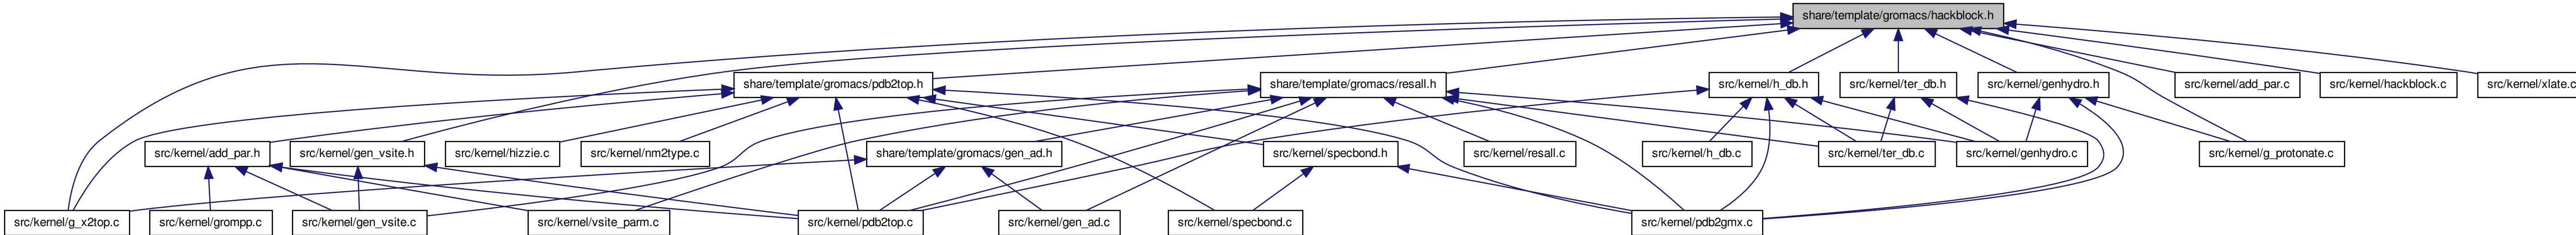 share/template/gromacs/hackblock.h
share/template/gromacs/pdb2top.h
share/template/gromacs/resall.h
src/kernel/h_db.h
src/kernel/ter_db.h
src/kernel/genhydro.h
src/kernel/add_par.c
src/kernel/hackblock.c
src/kernel/xlate.c
src/kernel/add_par.h
src/kernel/gen_vsite.h
src/kernel/hizzie.c
src/kernel/nm2type.c
share/template/gromacs/gen_ad.h
src/kernel/specbond.h
src/kernel/resall.c
src/kernel/h_db.c
src/kernel/ter_db.c
src/kernel/genhydro.c
src/kernel/g_protonate.c
src/kernel/g_x2top.c
src/kernel/grompp.c
src/kernel/gen_vsite.c
src/kernel/vsite_parm.c
src/kernel/pdb2top.c
src/kernel/gen_ad.c
src/kernel/specbond.c
src/kernel/pdb2gmx.c